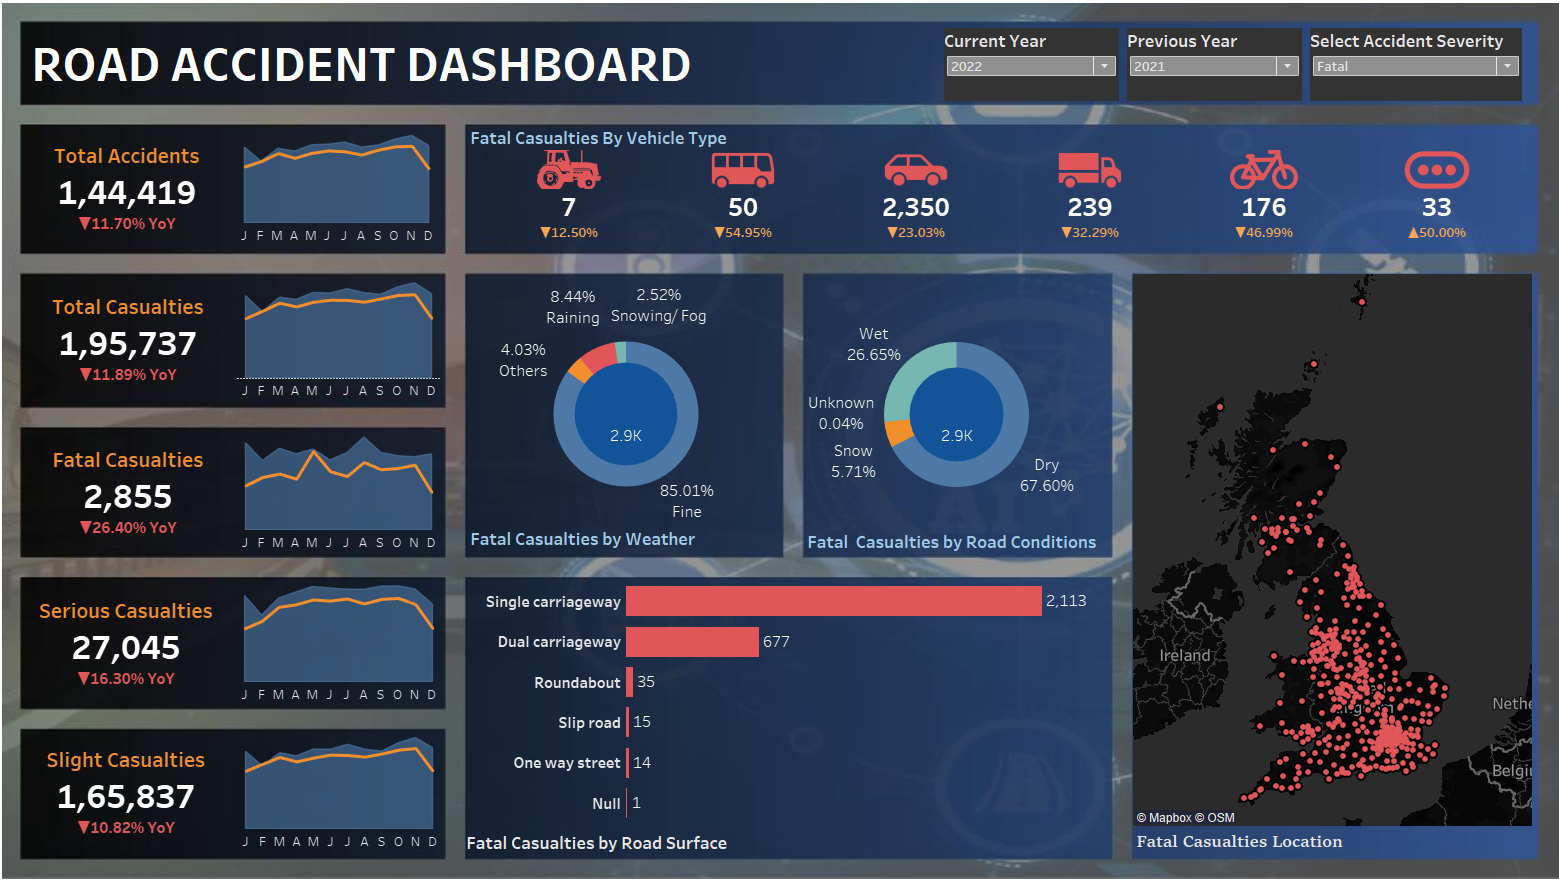 ROAD ACCIDENT DASHBOARD
Current Year
2022
Previous Year
2021
Select Accident Severity
Fatal
Total Accidents
1,44,419
▼11.70% YoY
J F M A M J J A S O N D
Total Casualties
1,95,737
▼11.89% YoY
J F M A M J J A S O N D
Fatal Casualties
2,855
▼26.40% YoY
J F M A M J J A S O N D
Serious Casualties
27,045
▼16.30% YoY
J F M A M J J A S O N D
Slight Casualties
1,65,837
▼10.82% YoY
J F M A M J J A S O N D
Fatal Casualties By Vehicle Type
7 50 2,350 239 176 33
▼12.50% ▼54.95% ▼23.03% ▼32.29% ▼46.99% ▲50.00%
8.44%
Raining
2.52%
Snowing/ Fog
4.03%
Others
2.9K
85.01%
Fine
Fatal Casualties by Weather
Wet
26.65%
Unknown
0.04%
Snow
5.71%
2.9K
Dry
67.60%
Fatal  Casualties by Road Conditions
Single carriageway 2,113
Dual carriageway 677
Roundabout 35
Slip road 15
One way street 14
Null 1
Fatal Casualties by Road Surface
Ireland
Nethe
Belgiu
© Mapbox © OSM
Fatal Casualties Location